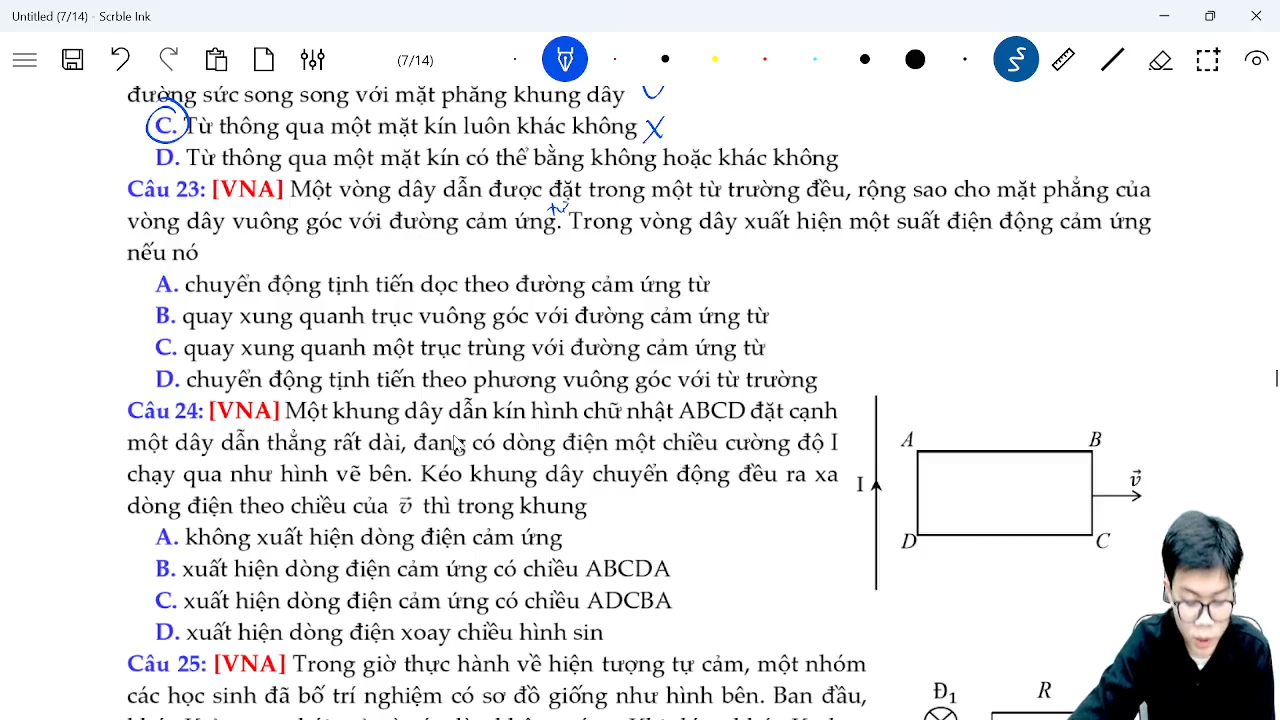 Untitled (7/14) - Scrble Ink
(7/14)
đường sức song song với mặt phẳng khung dây
C. Từ thông qua một mặt kín luôn khác không
D. Từ thông qua một mặt kín có thể bằng không hoặc khác không
Câu 23: [VNA] Một vòng dây dẫn được đặt trong một từ trường đều, rộng sao cho mặt phẳng của
từ
vòng dây vuông góc với đường cảm ứng. Trong vòng dây xuất hiện một suất điện động cảm ứng
nếu nó
A. chuyển động tịnh tiến dọc theo đường cảm ứng từ
B. quay xung quanh trục vuông góc với đường cảm ứng từ
C. quay xung quanh một trục trùng với đường cảm ứng từ
D. chuyển động tịnh tiến theo phương vuông góc với từ trường
Câu 24: [VNA] Một khung dây dẫn kín hình chữ nhật ABCD đặt cạnh
một dây dẫn thẳng rất dài, đang có dòng điện một chiều cường độ I
chạy qua như hình vẽ bên. Kéo khung dây chuyển động đều ra xa
dòng điện theo chiều của v⃗ thì trong khung
A. không xuất hiện dòng điện cảm ứng
B. xuất hiện dòng điện cảm ứng có chiều ABCDA
C. xuất hiện dòng điện cảm ứng có chiều ADCBA
D. xuất hiện dòng điện xoay chiều hình sin
A B
I v⃗
D C
Câu 25: [VNA] Trong giờ thực hành về hiện tượng tự cảm, một nhóm
các học sinh đã bố trí nghiệm có sơ đồ giống như hình bên. Ban đầu,
Đ1 R